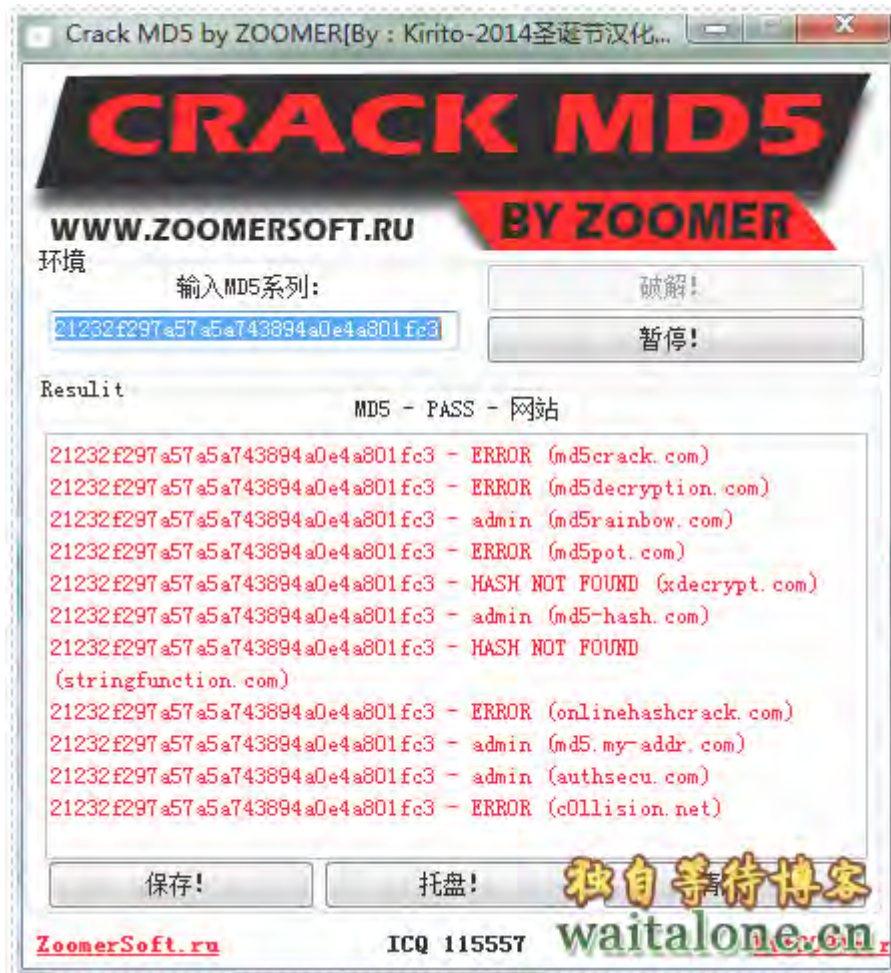 Crack MD5 by ZOOMER[By : Kirito-2014圣诞节汉化...
CRACK MD5
WWW.ZOOMERSOFT.RU
BY ZOOMER
环境
输入MD5系列:
破解!
21232f297a57a5a743894a0e4a801fc3
暂停!
Resulit
MD5 - PASS - 网站
21232f297a57a5a743894a0e4a801fc3 - ERROR (md5crack.com)
21232f297a57a5a743894a0e4a801fc3 - ERROR (md5decryption.com)
21232f297a57a5a743894a0e4a801fc3 - admin (md5rainbow.com)
21232f297a57a5a743894a0e4a801fc3 - ERROR (md5pot.com)
21232f297a57a5a743894a0e4a801fc3 - HASH NOT FOUND (xdecrypt.com)
21232f297a57a5a743894a0e4a801fc3 - admin (md5-hash.com)
21232f297a57a5a743894a0e4a801fc3 - HASH NOT FOUND
(stringfunction.com)
21232f297a57a5a743894a0e4a801fc3 - ERROR (onlinehashcrack.com)
21232f297a57a5a743894a0e4a801fc3 - admin (md5.my-addr.com)
21232f297a57a5a743894a0e4a801fc3 - admin (authsecu.com)
21232f297a57a5a743894a0e4a801fc3 - ERROR (c0llision.net)
保存!
托盘!
独自等待博客
ZoomerSoft.ru
ICQ 115557
waitalone.cn